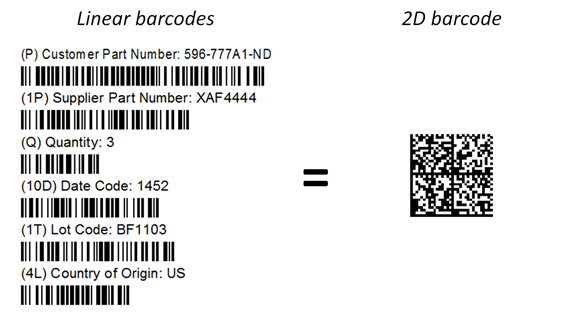 Linear barcodes
2D barcode
(P) Customer Part Number: 596-777A1-ND
(1P) Supplier Part Number: XAF4444
(Q) Quantity: 3
(10D) Date Code: 1452
=
(1T) Lot Code: BF1103
(4L) Country of Origin: US